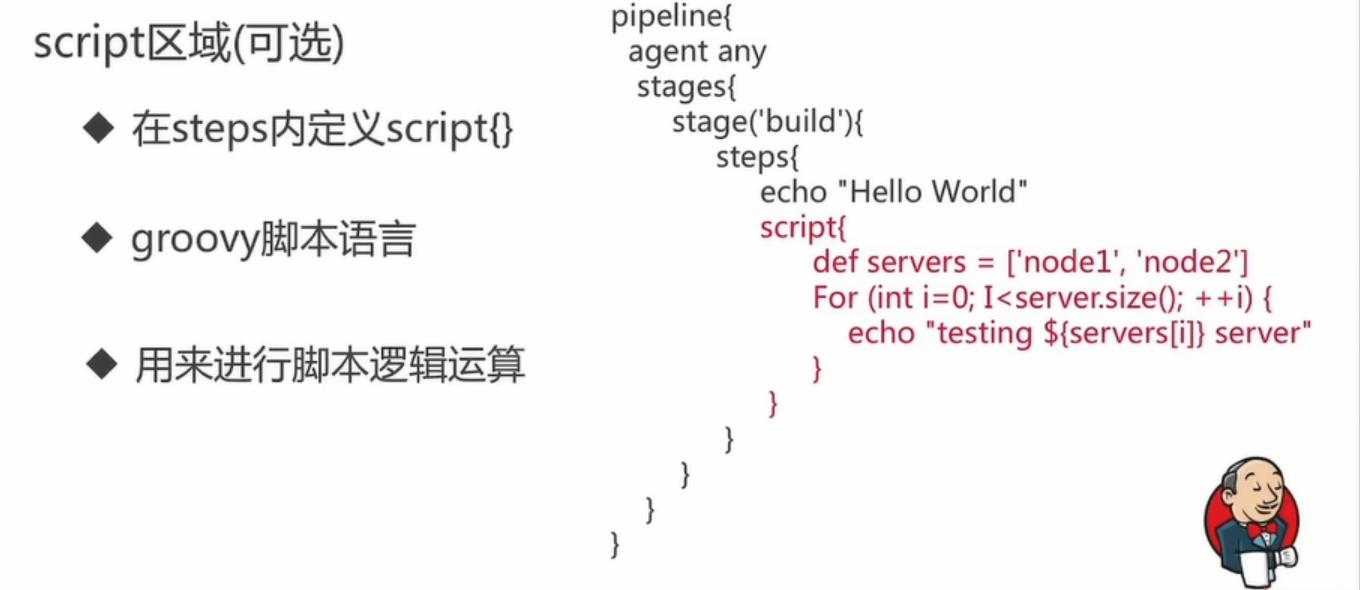 script区域(可选)
◆ 在steps内定义script{}
◆ groovy脚本语言
◆ 用来进行脚本逻辑运算
pipeline{
agent any
stages{
stage('build'){
steps{
echo "Hello World"
script{
def servers = ['node1', 'node2']
For (int i=0; I<server.size(); ++i) {
echo "testing ${servers[i]} server"
}
}
}
}
}
}